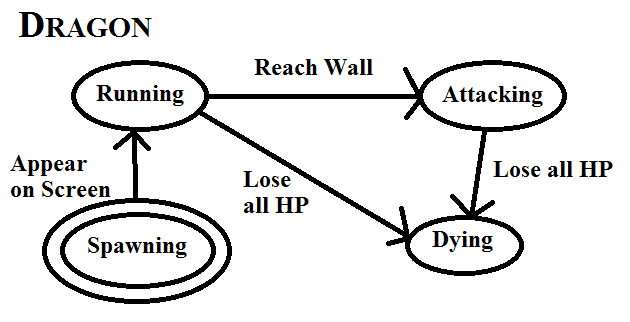 DRAGON
Reach Wall
Running
Attacking
Appear
on Screen
Lose
all HP
Lose all HP
Spawning
Dying